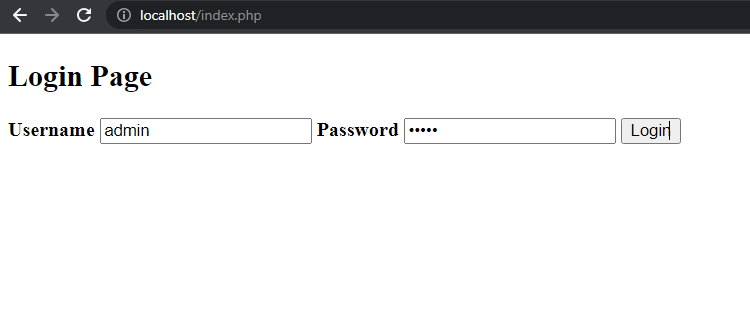 localhost/index.php
Login Page
Username admin Password ••••• Login